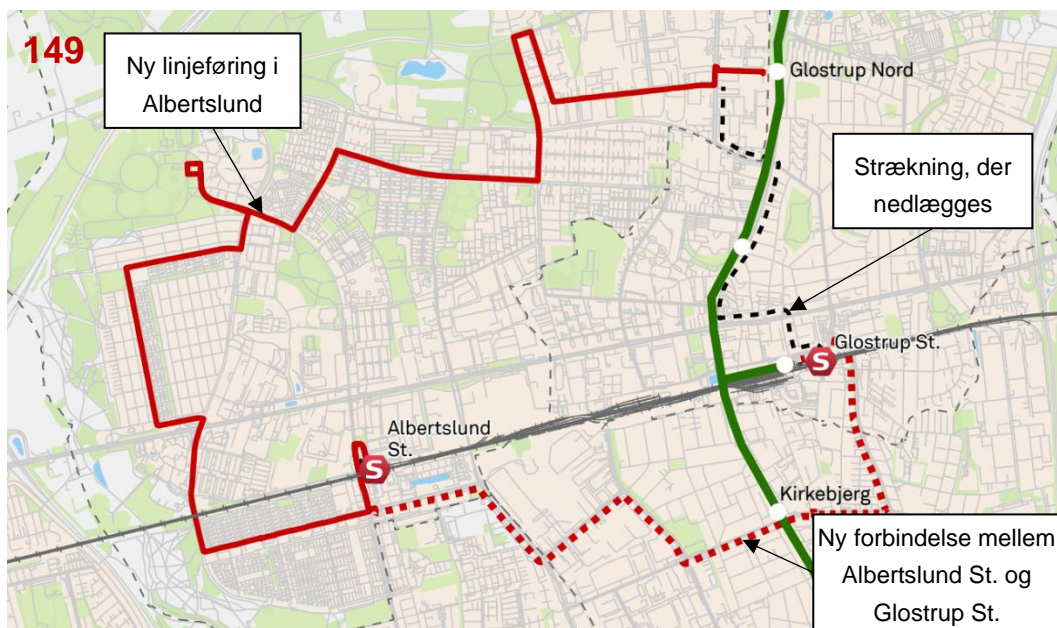 149
Ny linjeføring i
Albertslund
Glostrup Nord
Strækning, der
nedlægges
Glostrup St.
S
Albertslund
St.
S
Kirkebjerg
Ny forbindelse mellem
Albertslund St. og
Glostrup St.